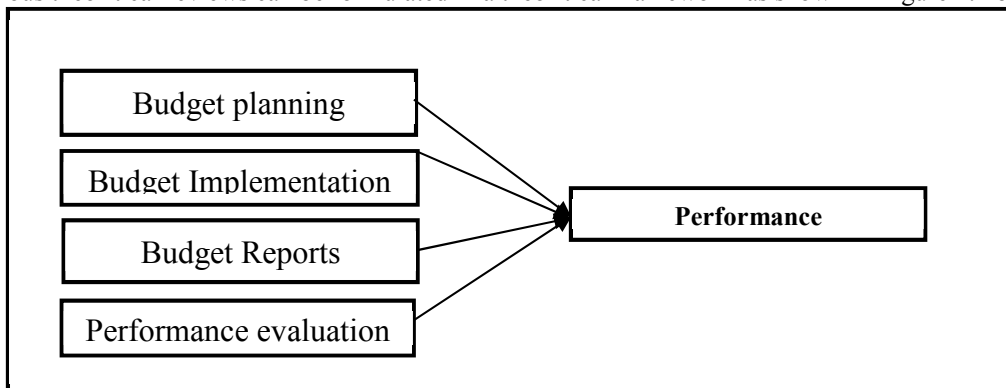 Budget planning
Budget Implementation
Budget Reports
Performance evaluation
Performance